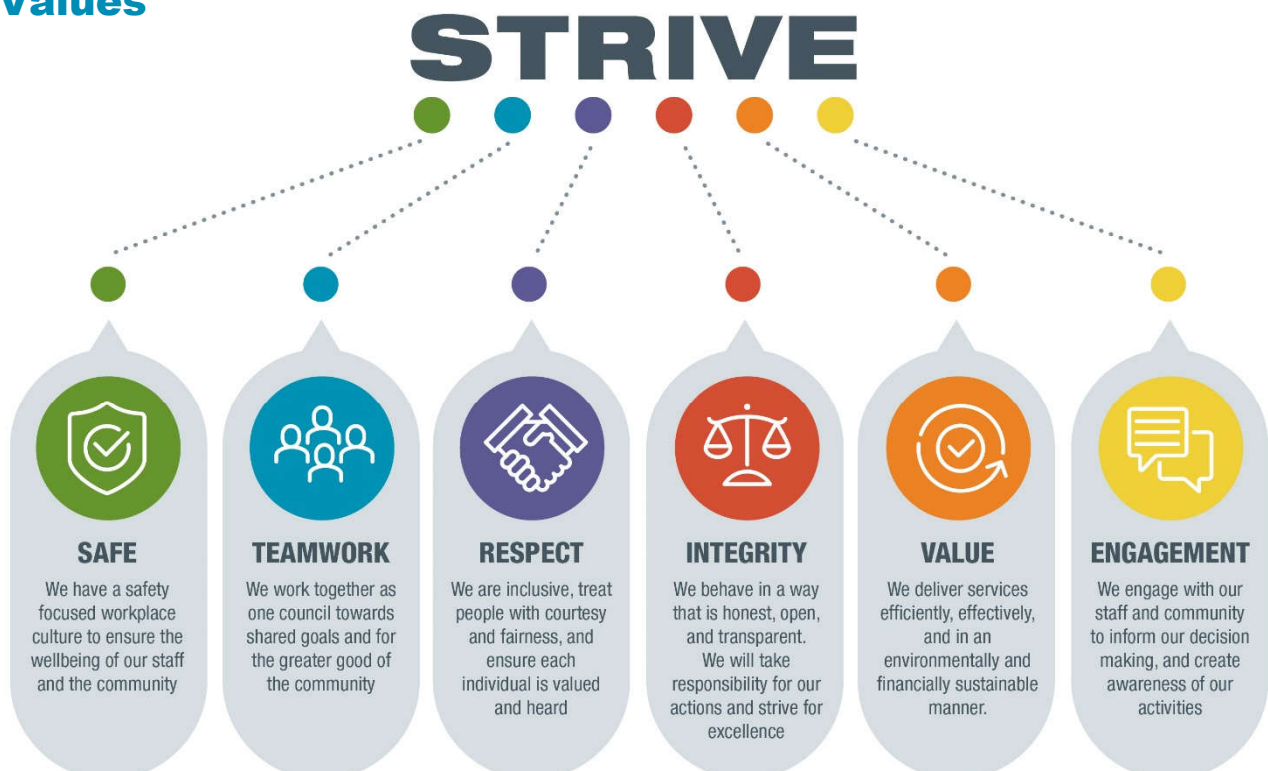 Values
STRIVE
SAFE
We have a safety
focused workplace
culture to ensure the
wellbeing of our staff
and the community
TEAMWORK
We work together as
one council towards
shared goals and for
the greater good of
the community
RESPECT
We are inclusive, treat
people with courtesy
and fairness, and
ensure each
individual is valued
and heard
INTEGRITY
We behave in a way
that is honest, open,
and transparent.
We will take
responsibility for our
actions and strive for
excellence
VALUE
We deliver services
efficiently, effectively,
and in an
environmentally and
financially sustainable
manner.
ENGAGEMENT
We engage with our
staff and community
to inform our decision
making, and create
awareness of our
activities